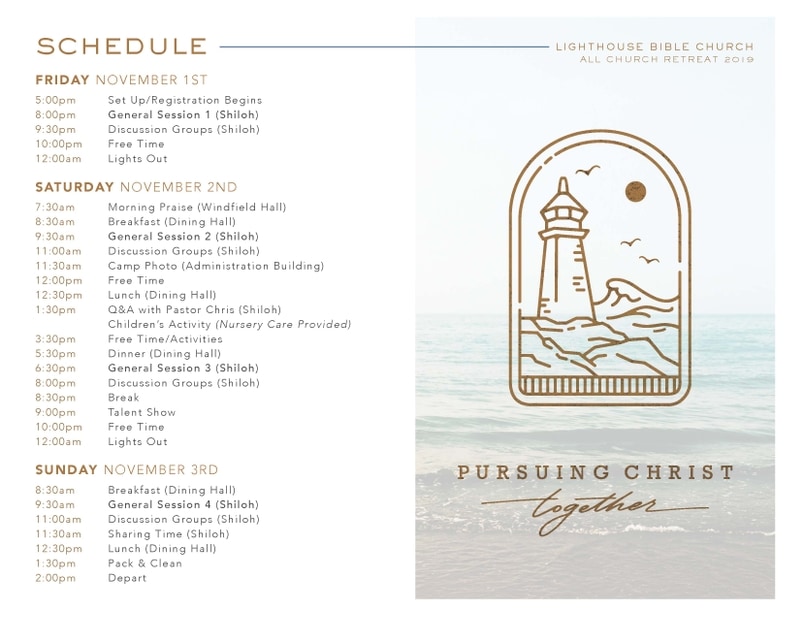 SCHEDULE
LIGHTHOUSE BIBLE CHURCH
ALL CHURCH RETREAT 2019
FRIDAY NOVEMBER 1ST
5:00pm Set Up/Registration Begins
8:00pm General Session 1 (Shiloh)
9:30pm Discussion Groups (Shiloh)
10:00pm Free Time
12:00am Lights Out
SATURDAY NOVEMBER 2ND
7:30am Morning Praise (Windfield Hall)
8:30am Breakfast (Dining Hall)
9:30am General Session 2 (Shiloh)
11:00am Discussion Groups (Shiloh)
11:30am Camp Photo (Administration Building)
12:00pm Free Time
12:30pm Lunch (Dining Hall)
1:30pm Q&A with Pastor Chris (Shiloh)
Children's Activity (Nursery Care Provided)
3:30pm Free Time/Activities
5:30pm Dinner (Dining Hall)
6:30pm General Session 3 (Shiloh)
8:00pm Discussion Groups (Shiloh)
8:30pm Break
9:00pm Talent Show
10:00pm Free Time
12:00am Lights Out
SUNDAY NOVEMBER 3RD
8:30am Breakfast (Dining Hall)
9:30am General Session 4 (Shiloh)
11:00am Discussion Groups (Shiloh)
11:30am Sharing Time (Shiloh)
12:30pm Lunch (Dining Hall)
1:30pm Pack & Clean
2:00pm Depart
PURSUING CHRIST
together